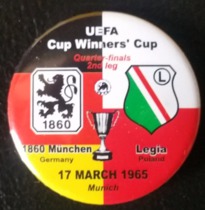 UEFA
Cup Winners' Cup
Quarter-finals
2nd leg
L
1860
1860 Munchen
Legia
Germany
Poland
17 MARCH 1965
Munich